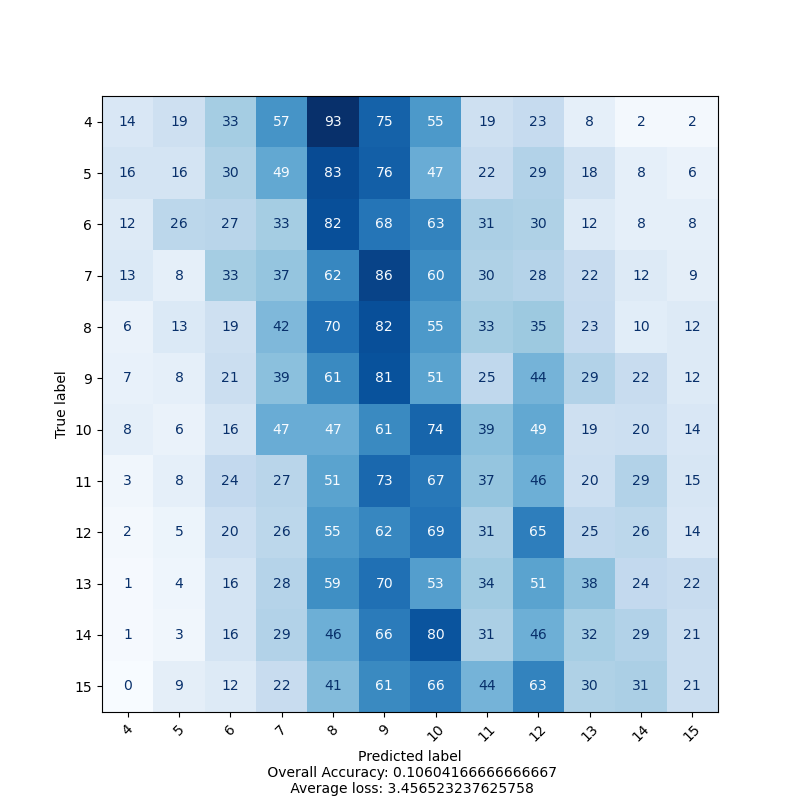 4 14 19 33 57 93 75 55 19 23 8 2 2
5 16 16 30 49 83 76 47 22 29 18 8 6
6 12 26 27 33 82 68 63 31 30 12 8 8
7 13 8 33 37 62 86 60 30 28 22 12 9
8 6 13 19 42 70 82 55 33 35 23 10 12
9 7 8 21 39 61 81 51 25 44 29 22 12
10 8 6 16 47 47 61 74 39 49 19 20 14
11 3 8 24 27 51 73 67 37 46 20 29 15
12 2 5 20 26 55 62 69 31 65 25 26 14
13 1 4 16 28 59 70 53 34 51 38 24 22
14 1 3 16 29 46 66 80 31 46 32 29 21
15 0 9 12 22 41 61 66 44 63 30 31 21
True label
4 5 6 7 8 9 10 11 12 13 14 15
Predicted label
Overall Accuracy: 0.10604166666666667
Average loss: 3.456523237625758